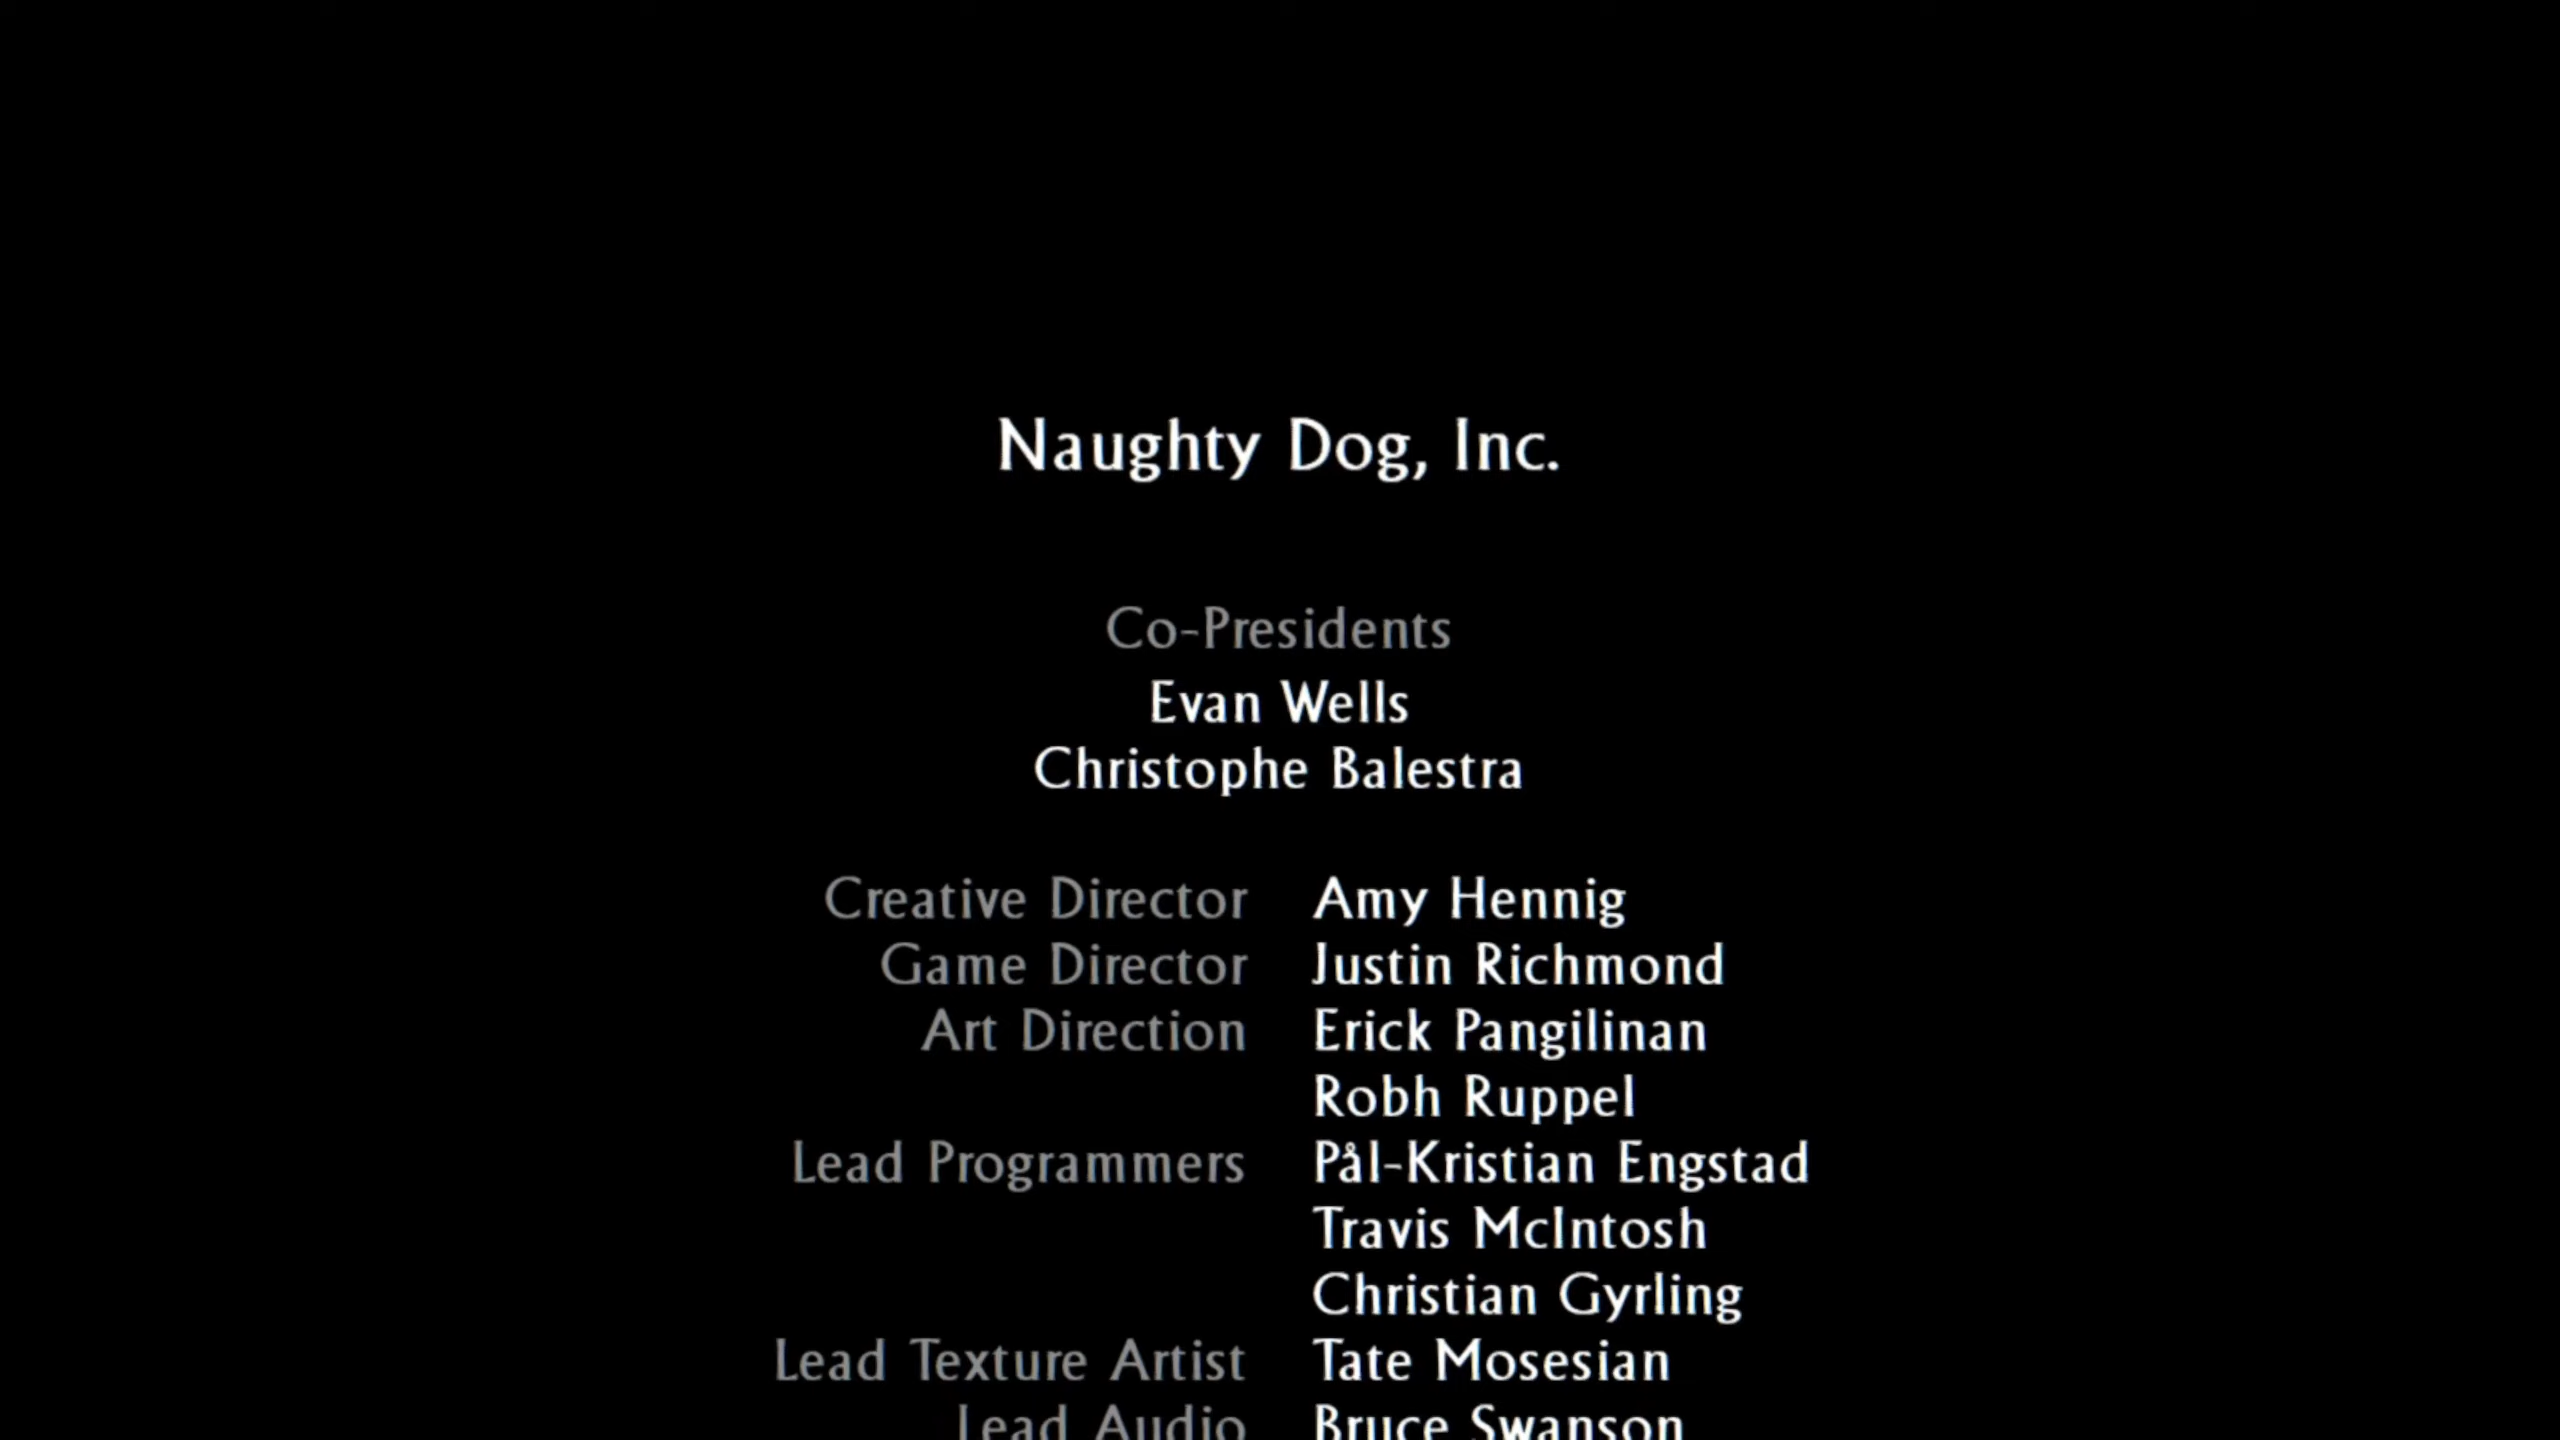 Naughty Dog, Inc.
Co-Presidents
Evan Wells
Christophe Balestra
Creative Director Amy Hennig
Game Director Justin Richmond
Art Direction Erick Pangilinan
Robh Ruppel
Lead Programmers Pål-Kristian Engstad
Travis McIntosh
Christian Gyrling
Lead Texture Artist Tate Mosesian
Lead Audio Bruce Swanson